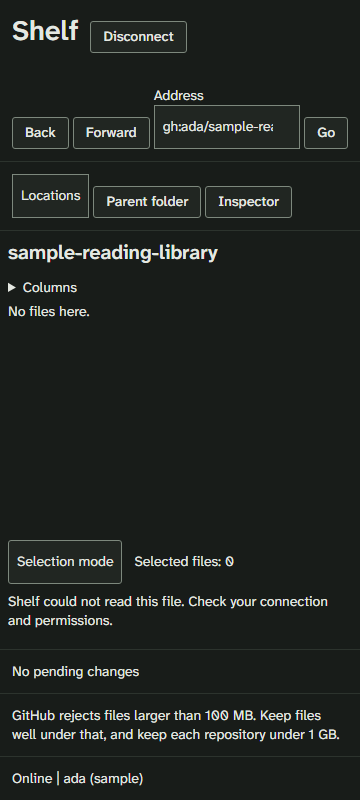 Shelf
Disconnect
Address
Back
Forward
gh:ada/sample-rea
Go
Locations
Parent folder
Inspector
sample-reading-library
Columns
No files here.
Selection mode
Selected files: 0
Shelf could not read this file. Check your connection
and permissions.
No pending changes
GitHub rejects files larger than 100 MB. Keep files
well under that, and keep each repository under 1 GB.
Online | ada (sample)